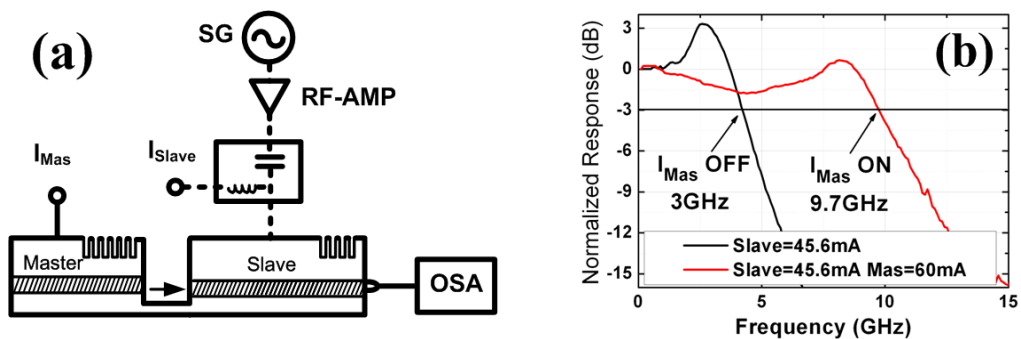 (a)
SG
RF-AMP
I_Mas
I_Slave
Master
Slave
OSA
(b)
Normalized Response (dB)
3
0
-3
-6
-9
-12
-15
I_Mas OFF
3GHz
I_Mas ON
9.7GHz
Slave=45.6mA
Slave=45.6mA Mas=60mA
0 5 10 15
Frequency (GHz)